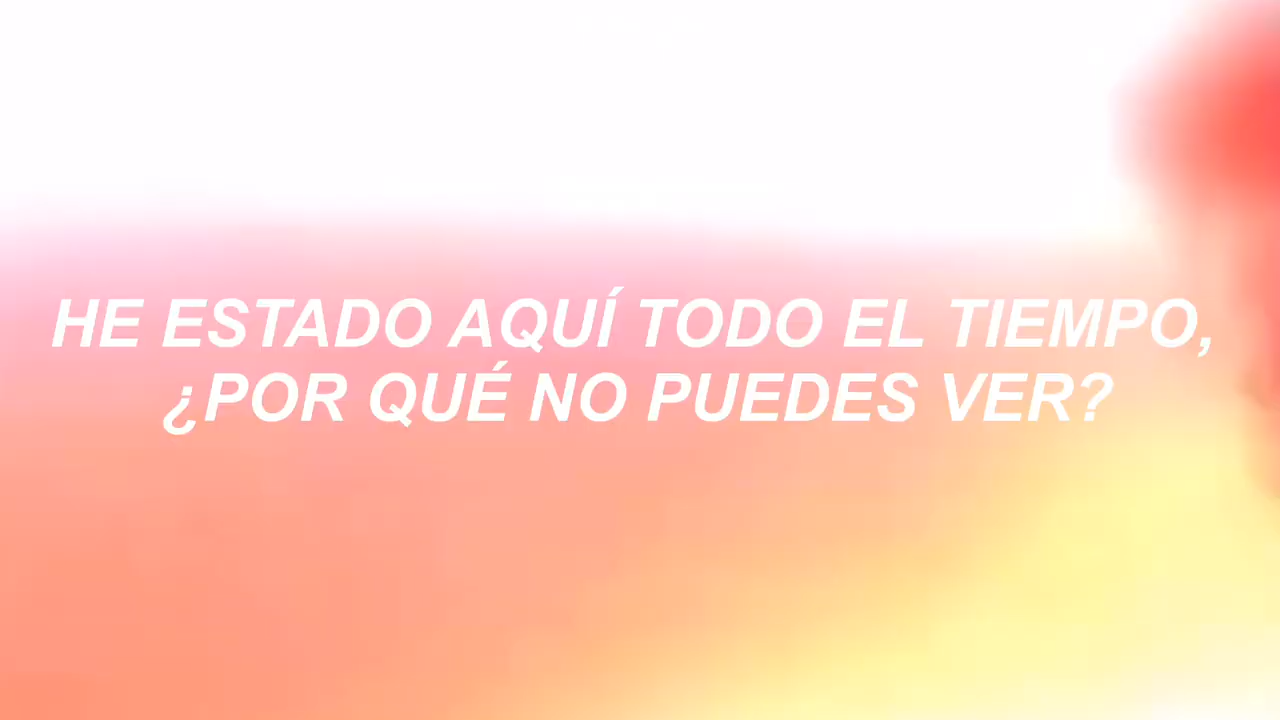 HE ESTADO AQUÍ TODO EL TIEMPO,
¿POR QUÉ NO PUEDES VER?